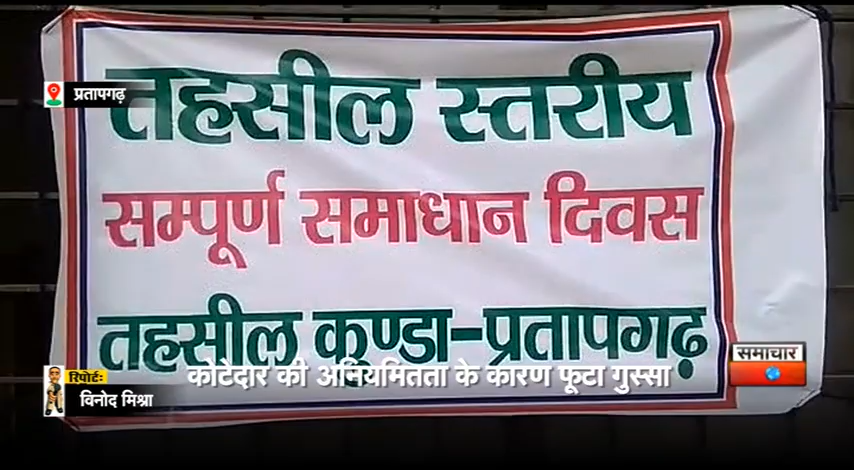 तहसील स्तरीय
प्रतापगढ़
सम्पूर्ण समाधान दिवस
तहसील कुण्डा-प्रतापगढ़
समाचार
कोटेदार की अनियमितता के कारण फूटा गुस्सा
रिपोर्ट:
विनोद मिश्रा